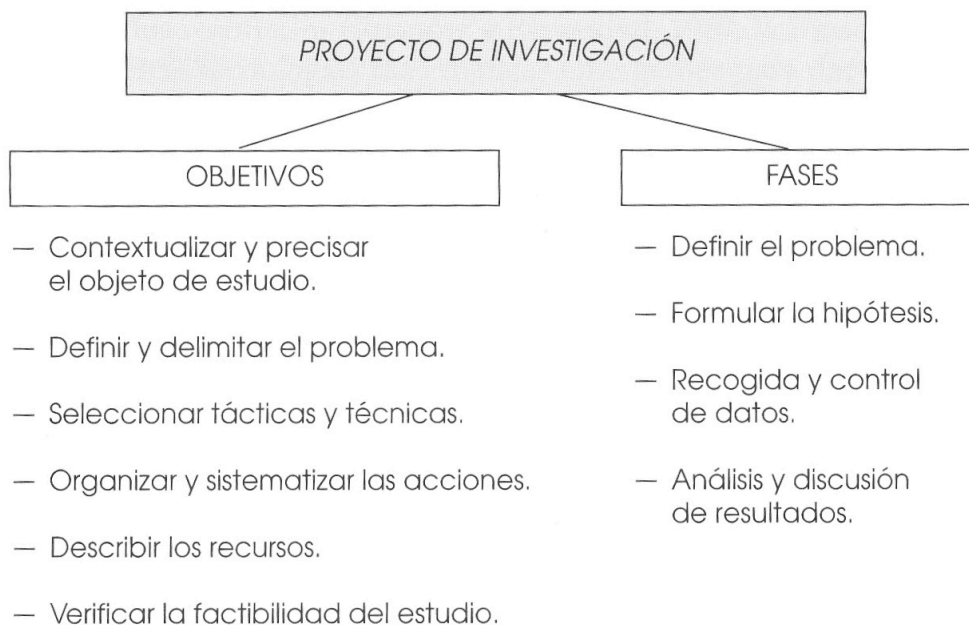 PROYECTO DE INVESTIGACIÓN
OBJETIVOS
— Contextualizar y precisar
el objeto de estudio.
— Definir y delimitar el problema.
— Seleccionar tácticas y técnicas.
— Organizar y sistematizar las acciones.
— Describir los recursos.
— Verificar la factibilidad del estudio.
FASES
— Definir el problema.
— Formular la hipótesis.
— Recogida y control
de datos.
— Análisis y discusión
de resultados.